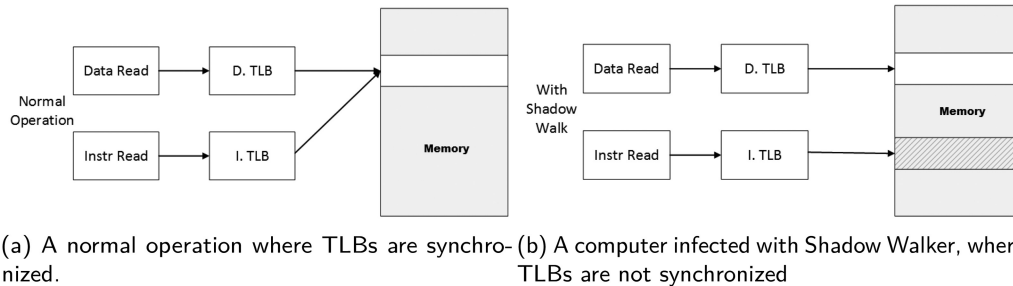 Data Read
D. TLB
Normal
Operation
Memory
Instr Read
I. TLB
Data Read
D. TLB
With
Shadow
Walk
Memory
Instr Read
I. TLB
(a) A normal operation where TLBs are synchro-
nized.
(b) A computer infected with Shadow Walker, wher
TLBs are not synchronized